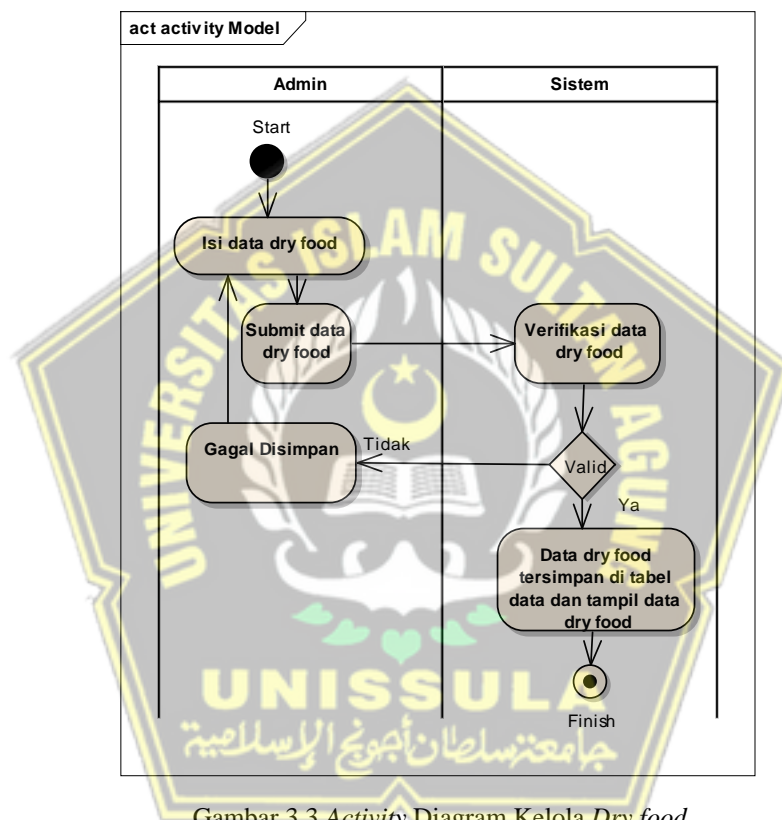 act activity Model
Admin
Sistem
Start
Isi data dry food
Submit data
dry food
Verifikasi data
dry food
Gagal Disimpan
Tidak
Valid
Ya
Data dry food
tersimpan di tabel
data dan tampil data
dry food
Finish
UNIVERSITAS ISLAM SULTAN AGUNG
UNISSULA
جامعتنسلطان أجونج الإسلامية
Gambar 3.3 Activity Diagram Kelola Dry food